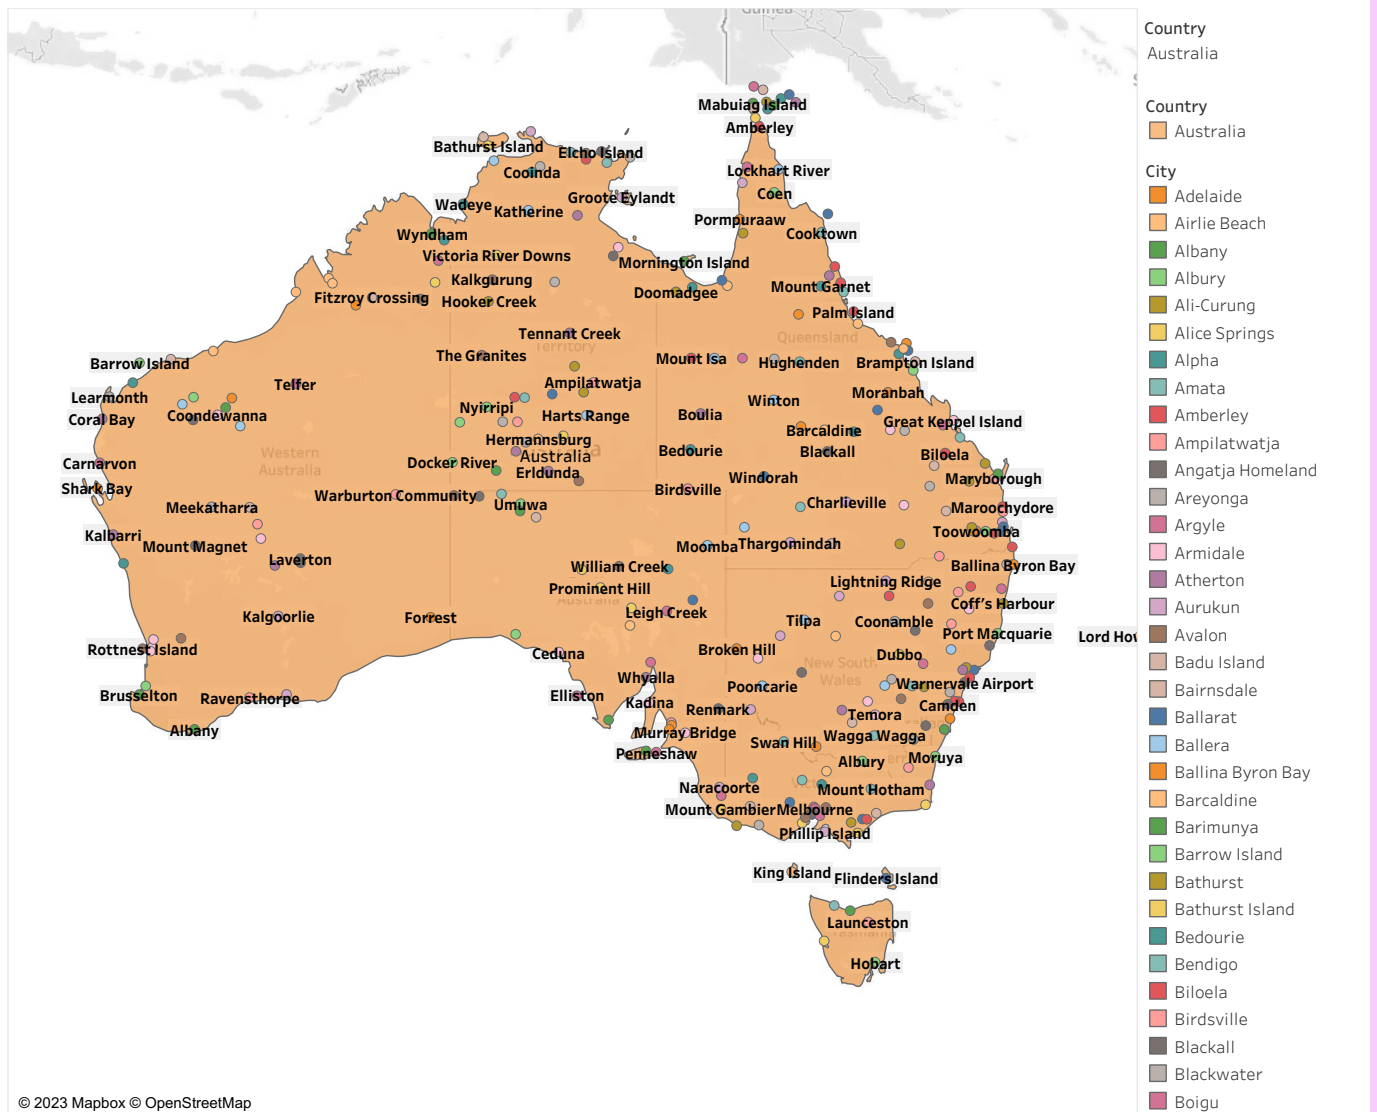 Guinea
Mabuiag Island
Amberley
Bathurst Island
Elcho Island
Lockhart River
Cooinda
Coen
Groote Eylandt
Wadeye
Katherine
Pormpuraaw
Wyndham
Cooktown
Victoria River Downs
Mornington Island
Kalkgurung
Mount Garnet
Doomadgee
Fitzroy Crossing
Hooker Creek
Palm Island
Tennant Creek
Queensland
Territory
The Granites
Mount Isa
Hughenden
Brampton Island
Barrow Island
Telfer
Ampilatwatja
Moranbah
Learmonth
Winton
Nyirripi
Coral Bay
Coondewanna
Harts Range
Boulia
Great Keppel Island
Barcaldine
Hermannsburg
Bedourie
Blackall
Biloela
Western
Australia
Australia
Carnarvon
Docker River
Erldunda
Windorah
Maryborough
Shark Bay
Warburton Community
Birdsville
Meekatharra
Umuwa
Charleville
Maroochydore
Kalbarri
Mount Magnet
Moomba
Thargomindah
Toowoomba
Laverton
William Creek
Ballina Byron Bay
Prominent Hill
Lightning Ridge
Australia
Leigh Creek
Coff's Harbour
Kalgoorlie
Forrest
Tilpa
Coonamble
Port Macquarie
Lord How
Rottnest Island
Ceduna
Broken Hill
Dubbo
New South
Wales
Whyalla
Pooncarie
Warnervale Airport
Brusselton
Ravensthorpe
Elliston
Kadina
Renmark
Camden
Temora
Albany
Murray Bridge
Swan Hill
Wagga Wagga
Penneshaw
Albury
Moruya
Naracoorte
Mount Hotham
Mount Gambier
Melbourne
Phillip Island
King Island
Flinders Island
Launceston
Tasmania
Hobart
© 2023 Mapbox © OpenStreetMap
Country
Australia
Country
Australia
City
Adelaide
Airlie Beach
Albany
Albury
Ali-Curung
Alice Springs
Alpha
Amata
Amberley
Ampilatwatja
Angatja Homeland
Areyonga
Argyle
Armidale
Atherton
Aurukun
Avalon
Badu Island
Bairnsdale
Ballarat
Ballera
Ballina Byron Bay
Barcaldine
Barimunya
Barrow Island
Bathurst
Bathurst Island
Bedourie
Bendigo
Biloela
Birdsville
Blackall
Blackwater
Boigu